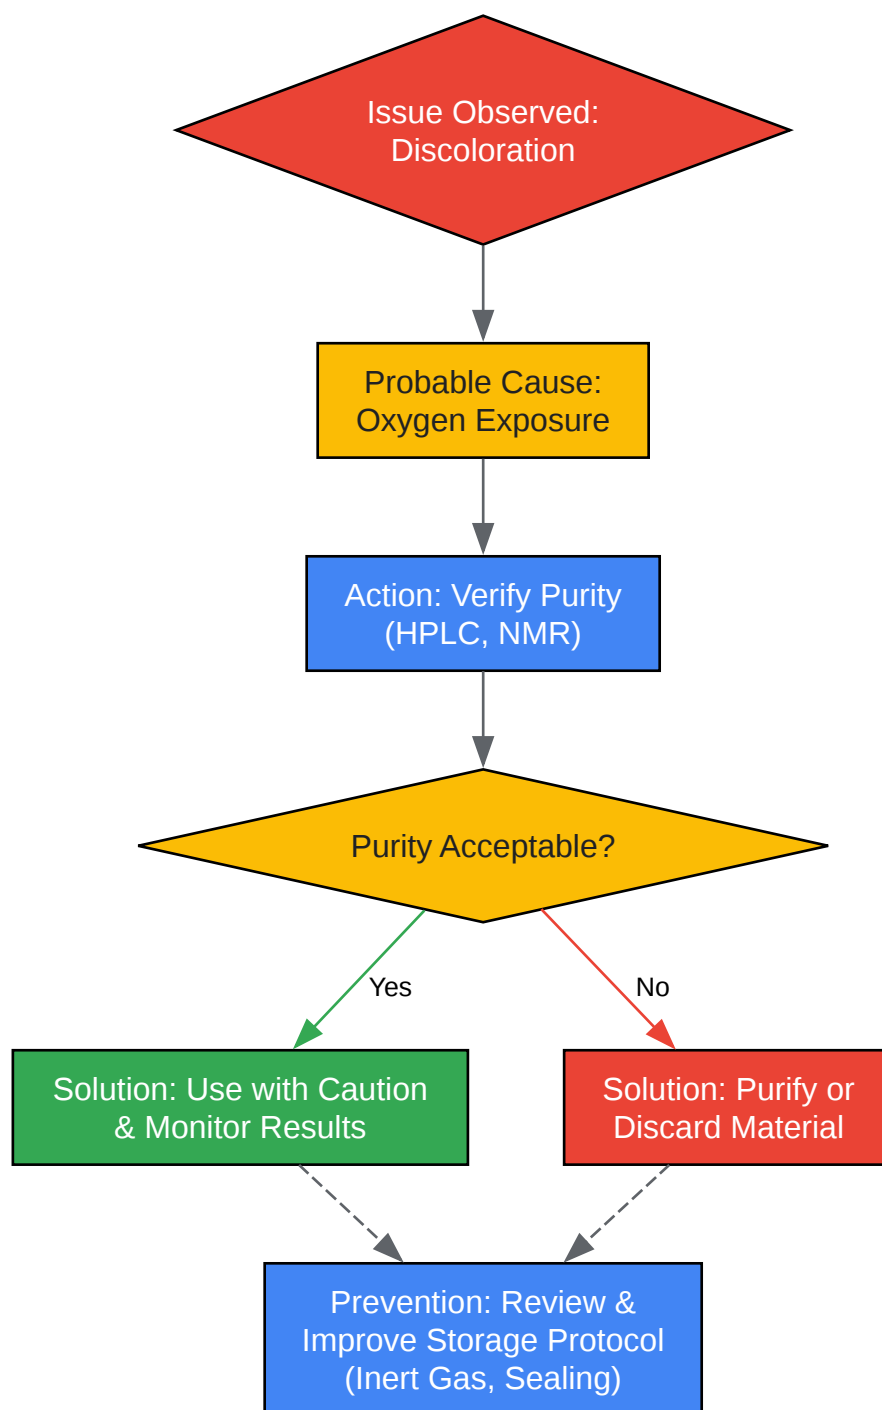 Issue Observed:
Discoloration
Probable Cause:
Oxygen Exposure
Action: Verify Purity
(HPLC, NMR)
Purity Acceptable?
Yes
No
Solution: Use with Caution
& Monitor Results
Solution: Purify or
Discard Material
Prevention: Review &
Improve Storage Protocol
(Inert Gas, Sealing)